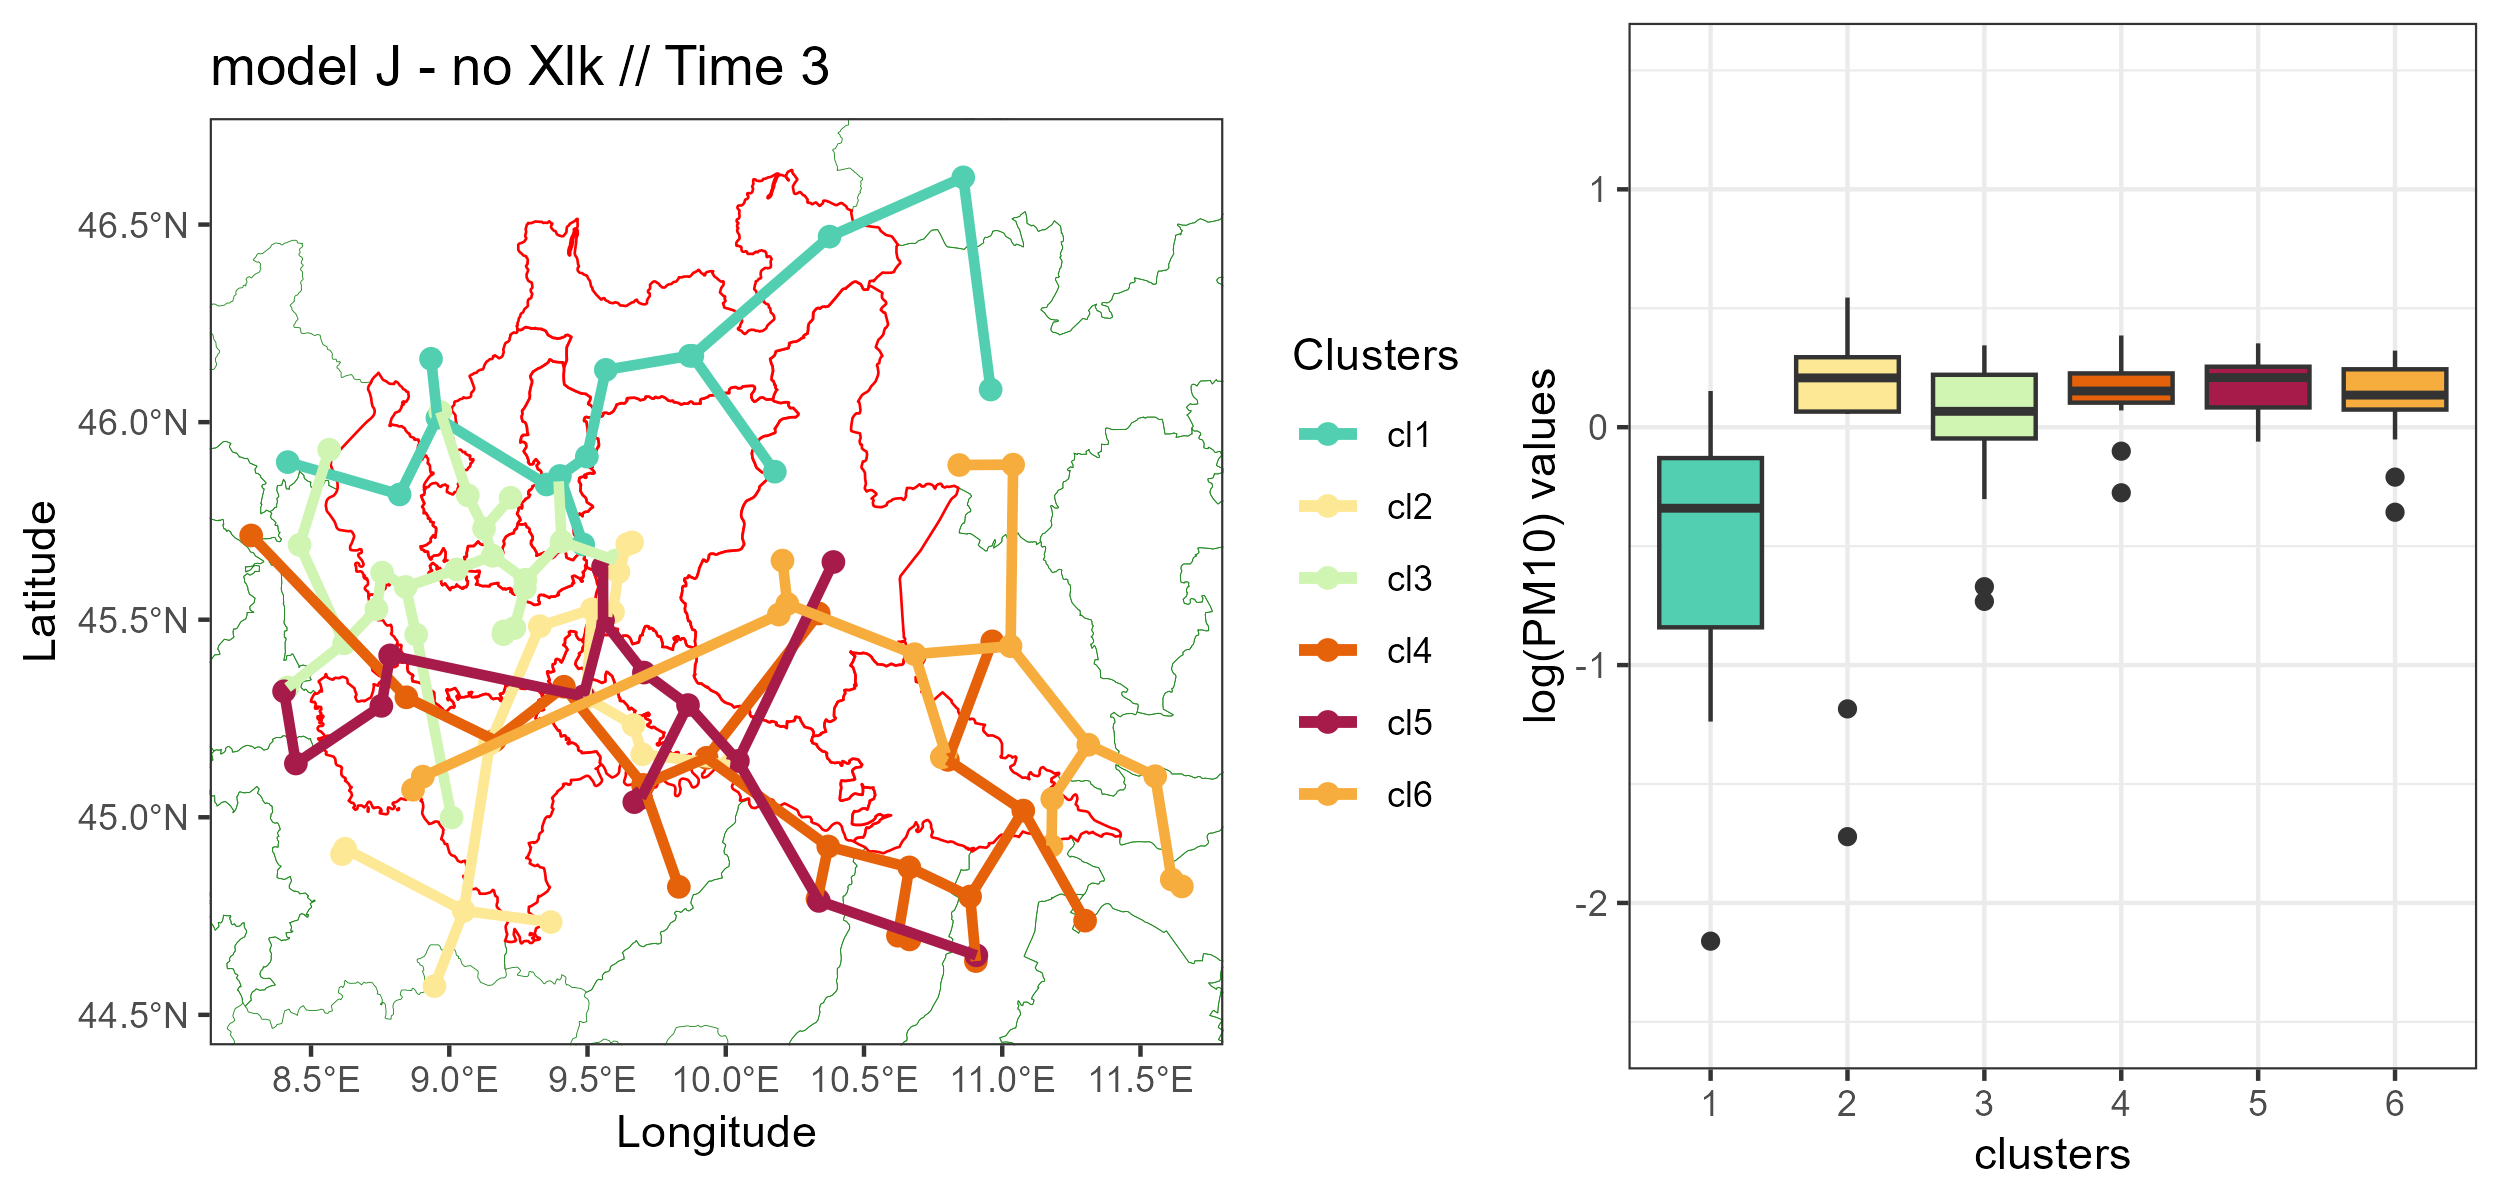 model J - no Xlk // Time 3
46.5°N
46.0°N
45.5°N
45.0°N
44.5°N
Latitude
8.5°E 9.0°E 9.5°E 10.0°E 10.5°E 11.0°E 11.5°E
Longitude
Clusters
cl1
cl2
cl3
cl4
cl5
cl6
log(PM10) values
1
0
-1
-2
1 2 3 4 5 6
clusters